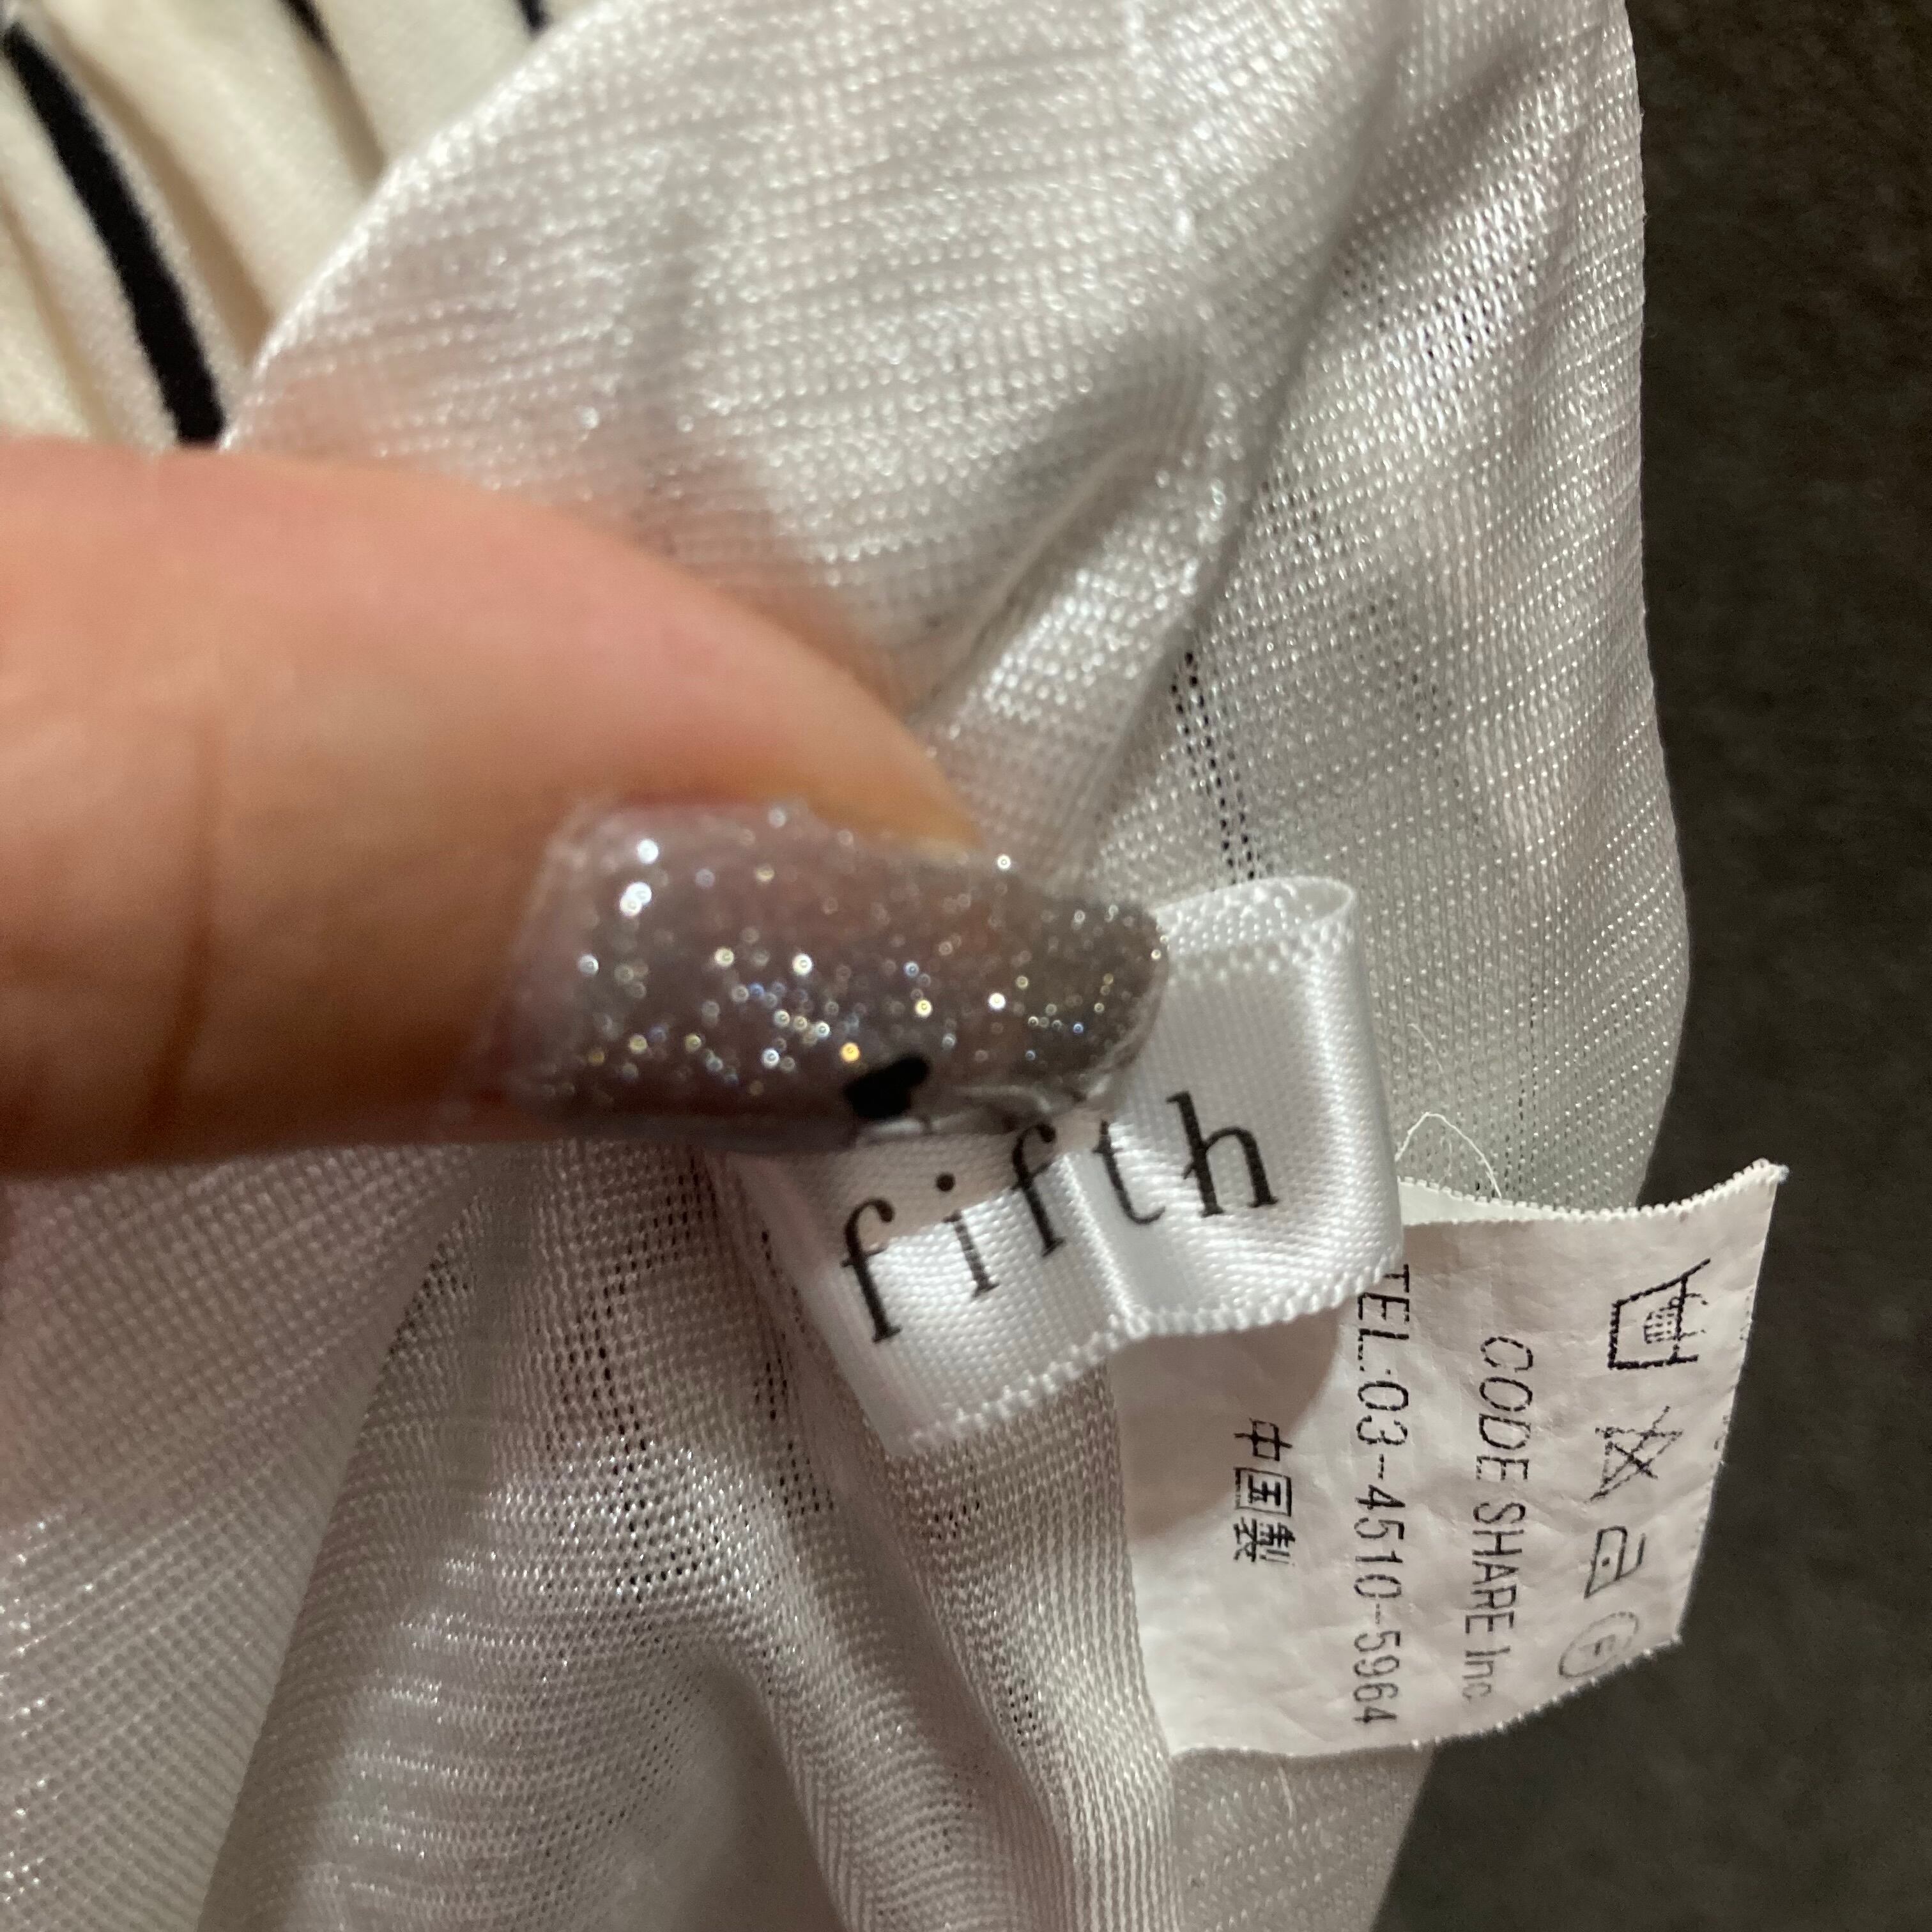 fifth
F
CODE SHARE Inc
TEL:03-4510-5964
中国製